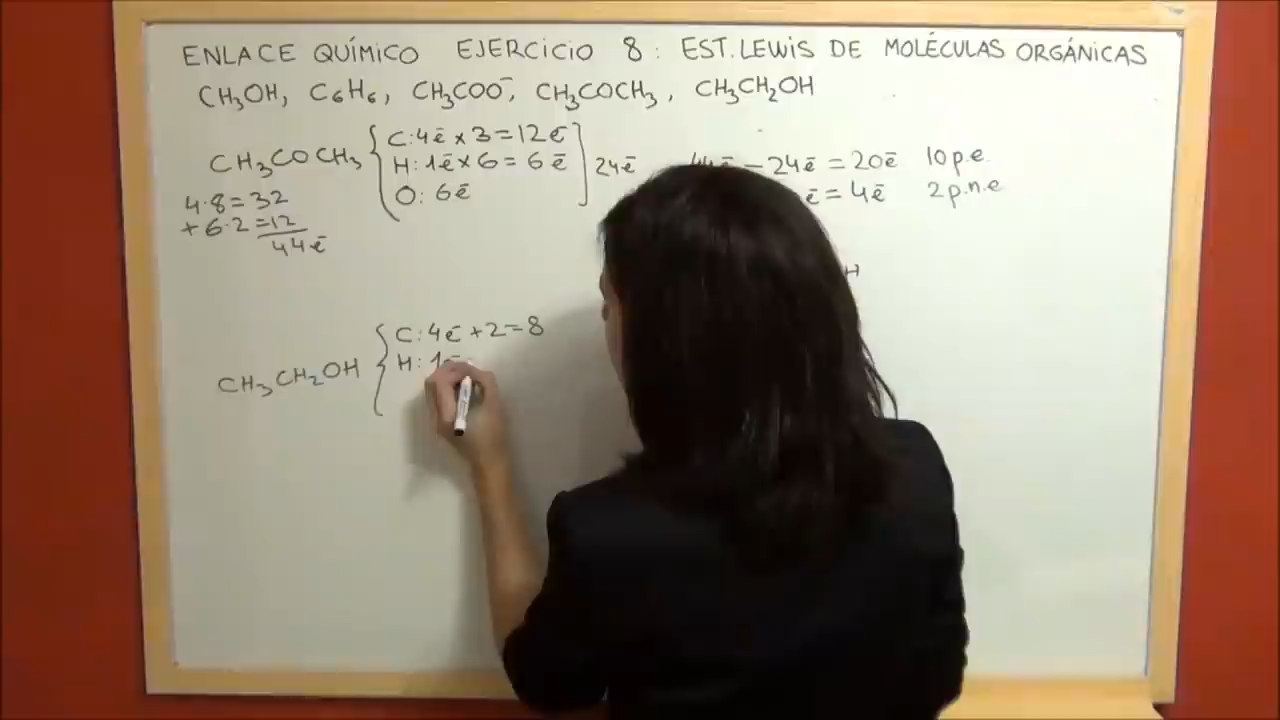 ENLACE QUÍMICO EJERCICIO 8: EST. LEWIS DE MOLÉCULAS ORGÁNICAS
CH₃OH, C₆H₆, CH₃COO⁻, CH₃COCH₃, CH₃CH₂OH
CH₃COCH₃
C: 4ē x 3 = 12ē
H: 1ē x 6 = 6ē
O: 6ē
24ē
44ē - 24ē = 20ē 10 p.e.
ē = 4ē 2 p.n.e
4·8 = 32
+ 6·2 = 12
44ē
H
CH₃CH₂OH
C: 4ē + 2 = 8
H: 1ē